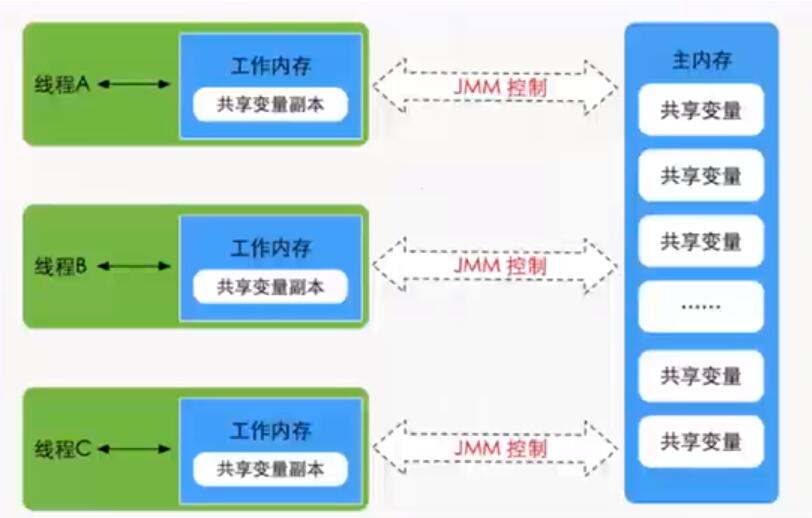 线程A
工作内存
共享变量副本
JMM 控制
线程B
工作内存
共享变量副本
JMM 控制
线程C
工作内存
共享变量副本
JMM 控制
主内存
共享变量
共享变量
共享变量
······
共享变量
共享变量